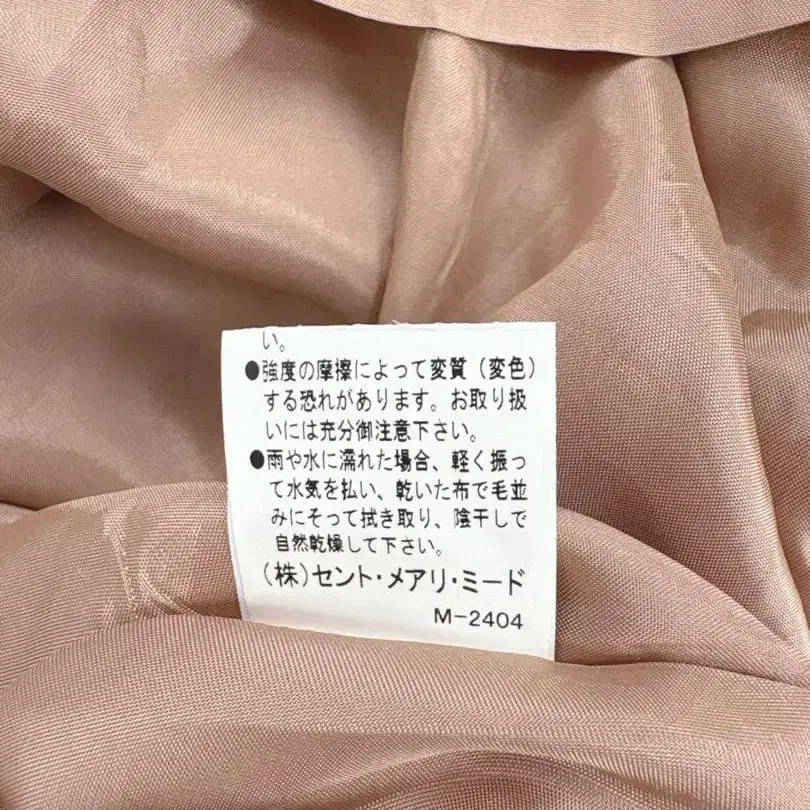 い。
●強度の摩擦によって変質（変色）
する恐れがあります。お取り扱
いには充分御注意下さい。
●雨や水に濡れた場合、軽く振っ
て水気を払い、乾いた布で毛並
みにそって拭き取り、陰干しで
自然乾燥して下さい。
（株）セント・メアリ・ミード
M-2404